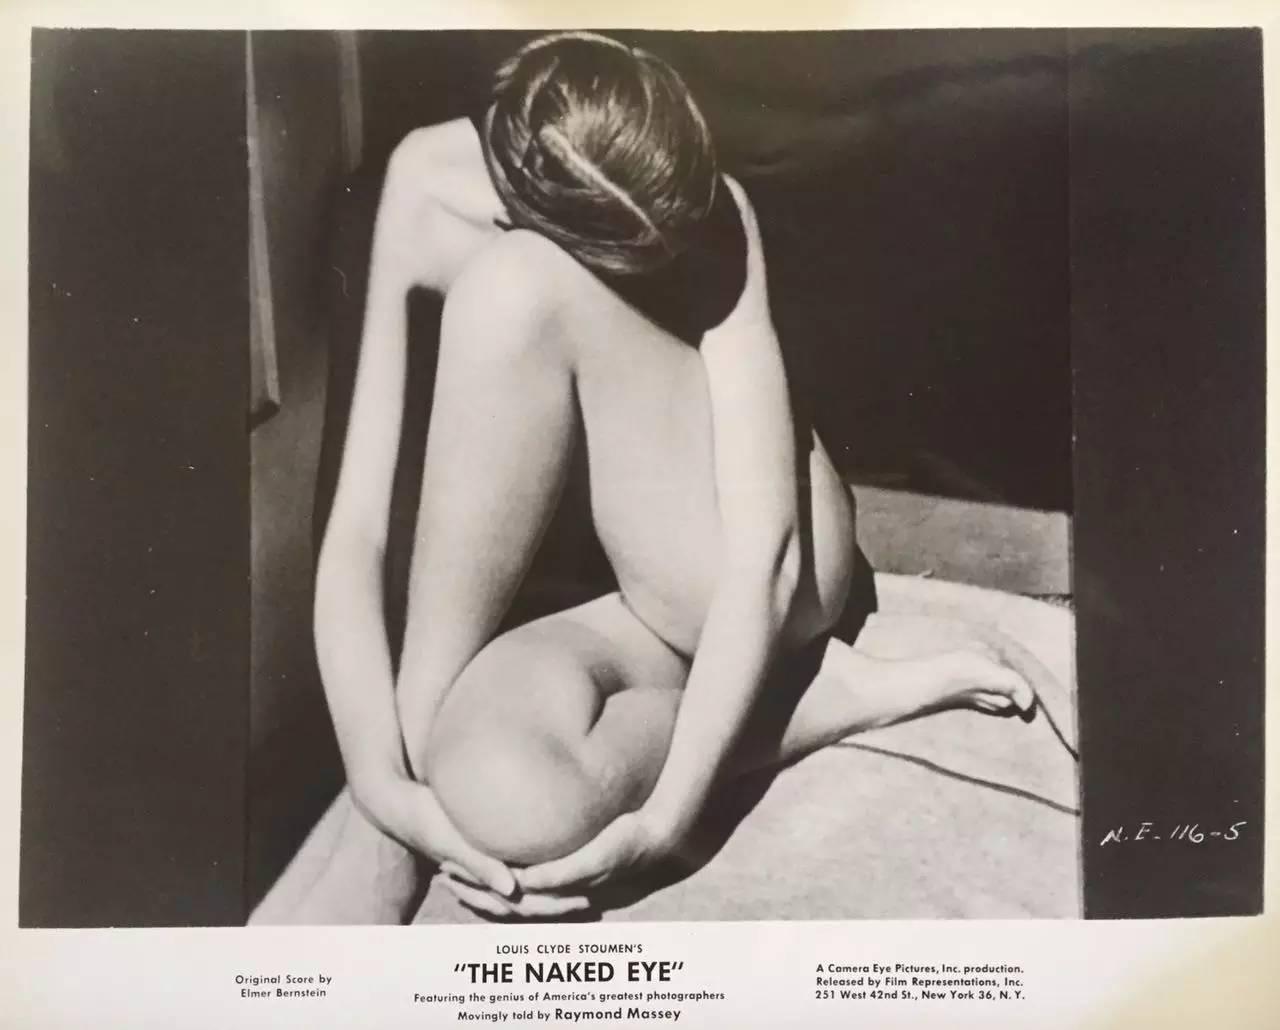 N.E-116-5
LOUIS CLYDE STOUMEN'S
"THE NAKED EYE"
Featuring the genius of America's greatest photographers
Movingly told by Raymond Massey
Original Score by
Elmer Bernstein
A Camera Eye Pictures, Inc. production.
Released by Film Representations, Inc.
251 West 42nd St., New York 36, N. Y.